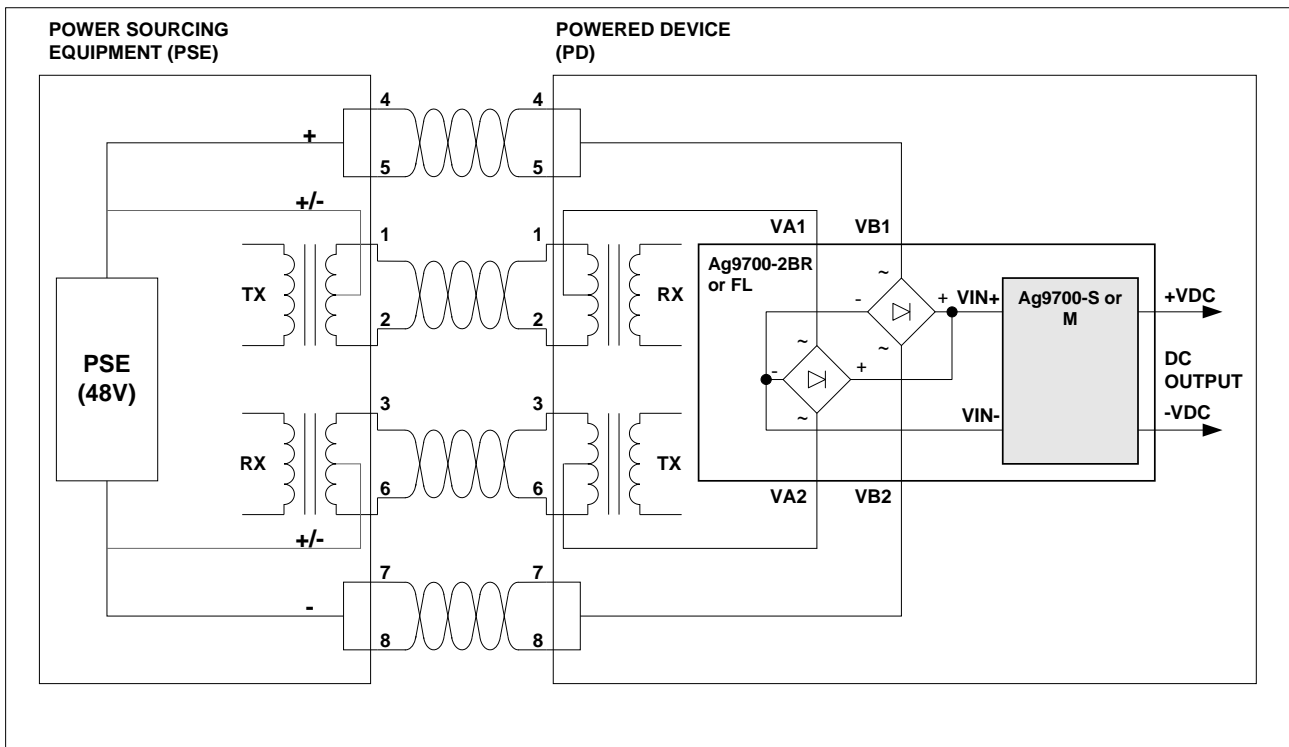 POWER SOURCING
EQUIPMENT (PSE)
POWERED DEVICE
(PD)
4
4
+
5
5
+/-
1
1
VA1
VB1
TX
RX
Ag9700-2BR
or FL
~
-
+
VIN+
Ag9700-S or
M
+VDC
2
2
~
~
PSE
(48V)
-
+
DC
OUTPUT
~
VIN-
-VDC
3
3
RX
TX
6
6
VA2
VB2
+/-
7
7
-
8
8